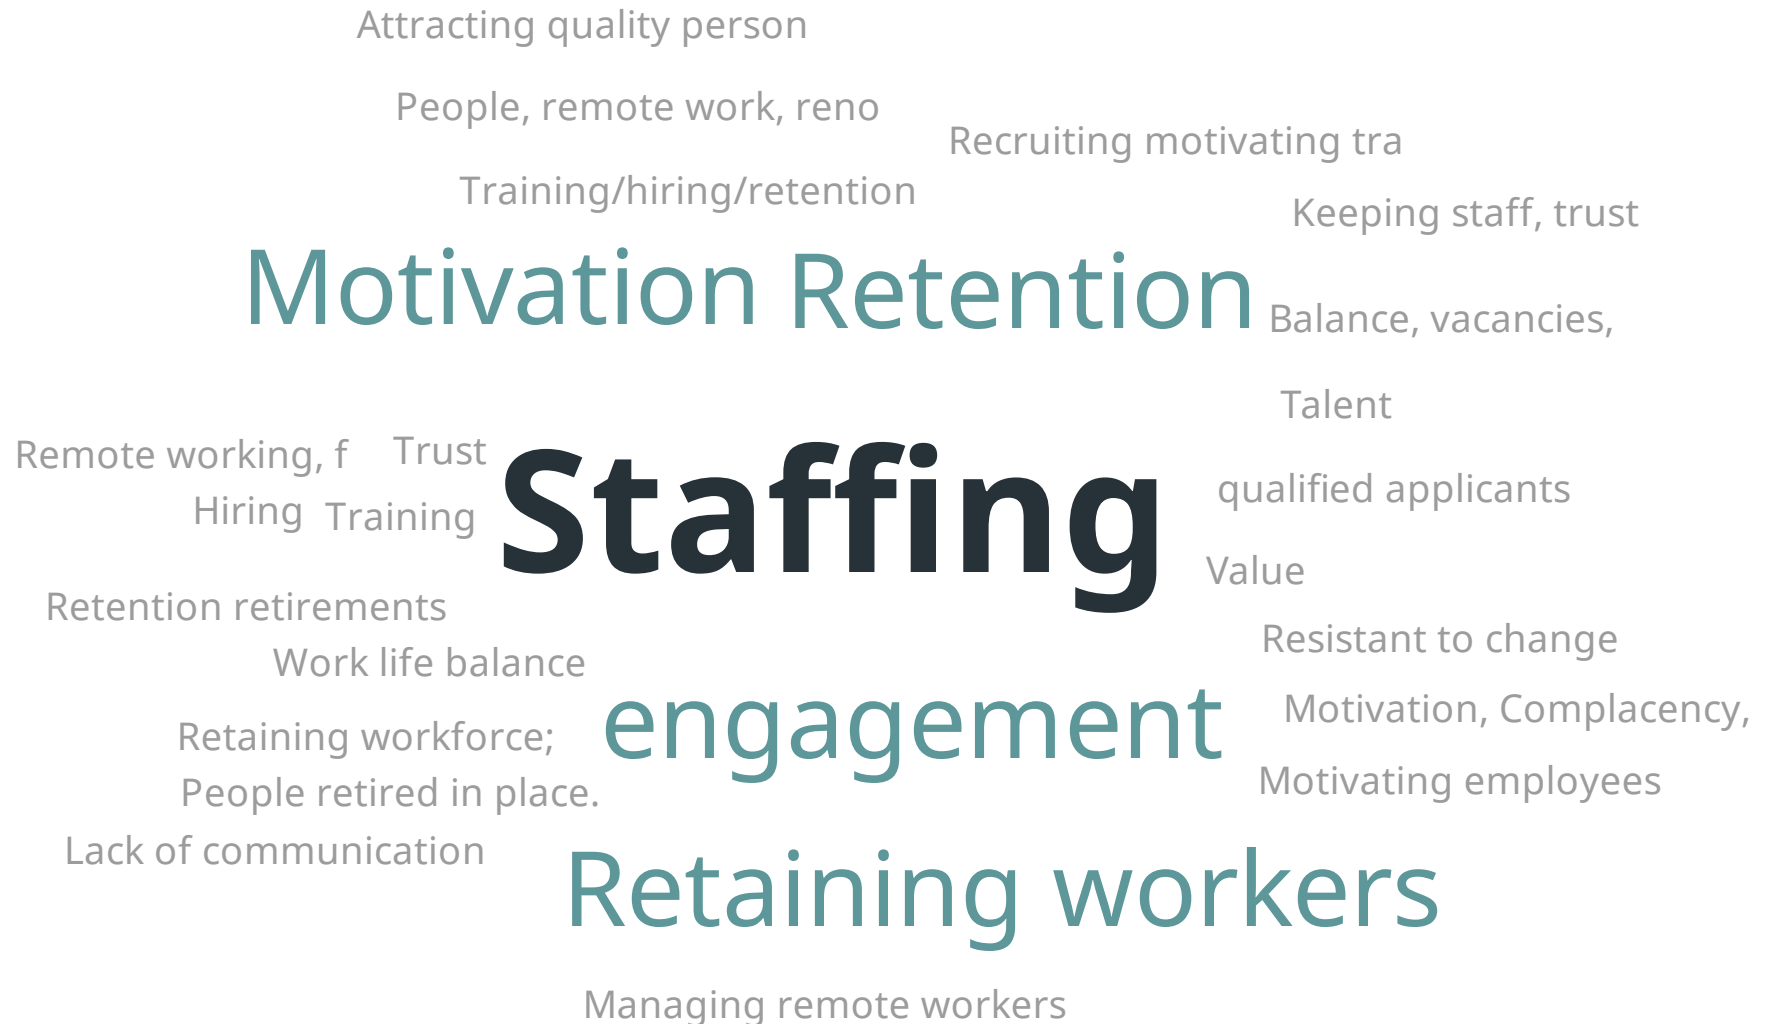 Attracting quality person
People, remote work, reno
Recruiting motivating tra
Training/hiring/retention
Keeping staff, trust
Motivation
Retention
Balance, vacancies,
Talent
Remote working, f
Trust
Staffing
qualified applicants
Hiring
Training
Value
Retention retirements
Resistant to change
Work life balance
engagement
Motivation, Complacency,
Retaining workforce;
Motivating employees
People retired in place.
Lack of communication
Retaining workers
Managing remote workers